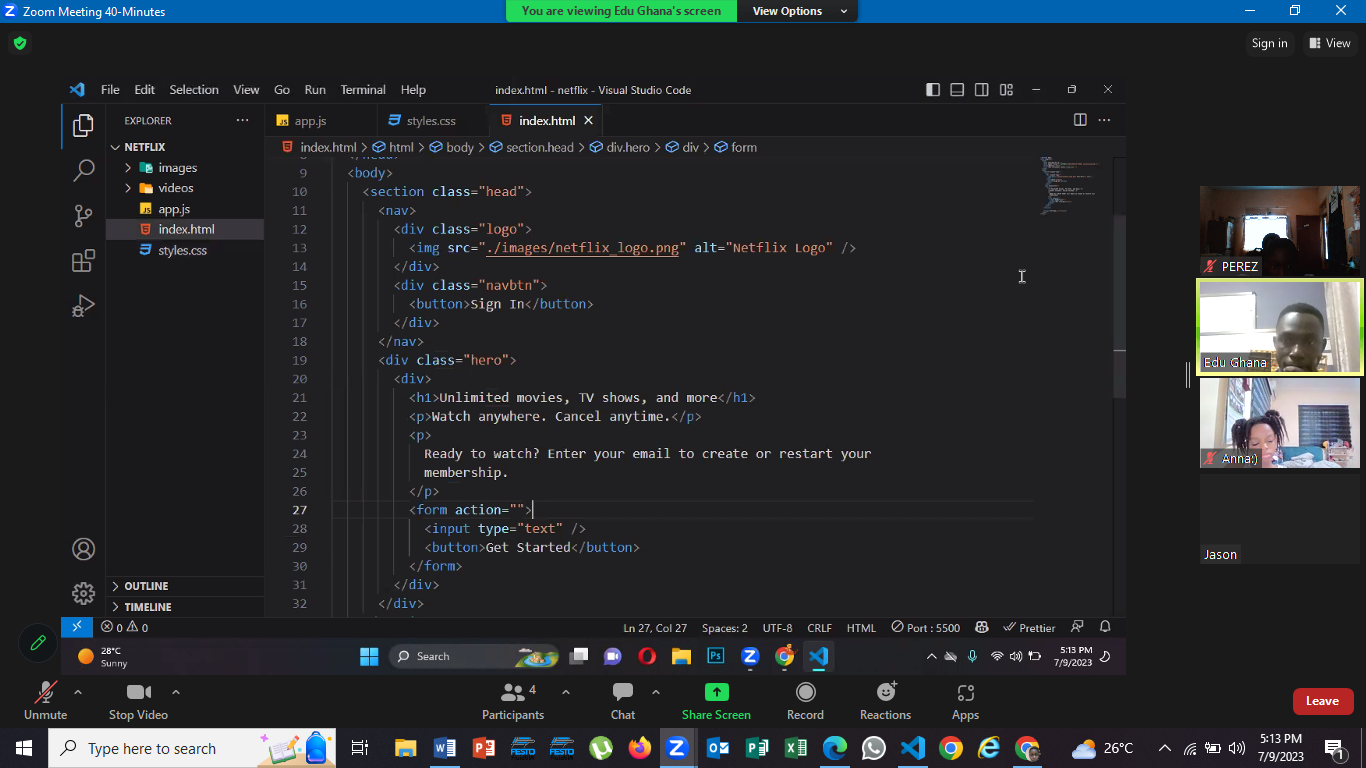 Zoom Meeting 40-Minutes
You are viewing Edu Ghana's screen
View Options
Sign in
View
File Edit Selection View Go Run Terminal Help
index.html - netflix - Visual Studio Code
EXPLORER
app.js
styles.css
index.html
NETFLIX
images
videos
app.js
index.html
styles.css
OUTLINE
TIMELINE
index.html > html > body > section.head > div.hero > div > form
8 </head>
9 <body>
10 <section class="head">
11 <nav>
12 <div class="logo">
13 <img src="./images/netflix_logo.png" alt="Netflix Logo" />
14 </div>
15 <div class="navbtn">
16 <button>Sign In</button>
17 </div>
18 </nav>
19 <div class="hero">
20 <div>
21 <h1>Unlimited movies, TV shows, and more</h1>
22 <p>Watch anywhere. Cancel anytime.</p>
23 <p>
24 Ready to watch? Enter your email to create or restart your
25 membership.
26 </p>
27 <form action="">
28 <input type="text" />
29 <button>Get Started</button>
30 </form>
31 </div>
32 </div>
0 0
Ln 27, Col 27 Spaces: 2 UTF-8 CRLF HTML Port : 5500 Prettier
28°C
Sunny
Search
5:13 PM
7/9/2023
PEREZ
Edu Ghana
Anna:)
Jason
Unmute
Stop Video
4
Participants
Chat
Share Screen
Record
Reactions
Apps
Leave
Type here to search
FESTO
FESTO
26°C
5:13 PM
7/9/2023
1